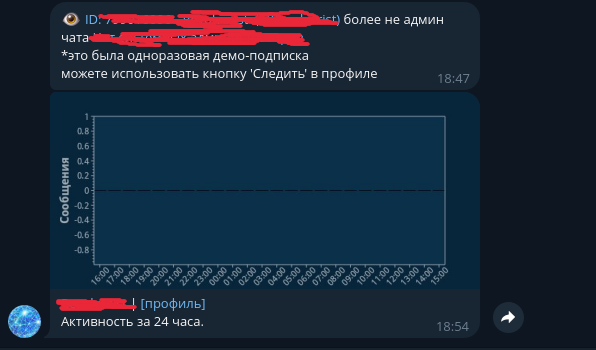 ID: 7
) более не админ
чата
*это была одноразовая демо-подписка
можете использовать кнопку 'Следить' в профиле
18:47
Сообщения
1
0.8
0.6
0.4
0.2
0
-0.2
-0.4
-0.6
-0.8
16:00 17:00 18:00 19:00 20:00 21:00 22:00 23:00 00:00 01:00 02:00 03:00 04:00 05:00 06:00 07:00 08:00 09:00 10:00 11:00 12:00 13:00 14:00 15:00
| [профиль]
Активность за 24 часа.
18:54